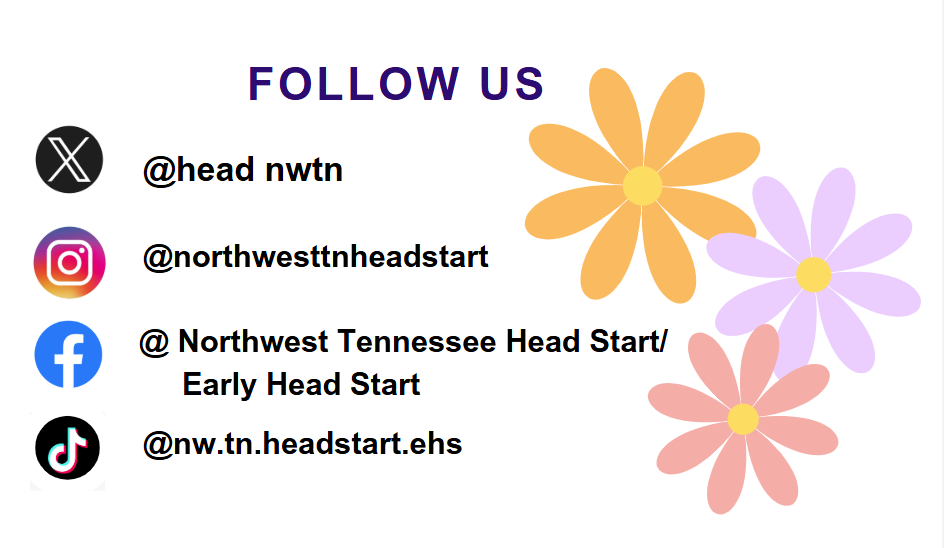 FOLLOW US
@head nwtn
@northwesttnheadstart
@ Northwest Tennessee Head Start/
Early Head Start
@nw.tn.headstart.ehs